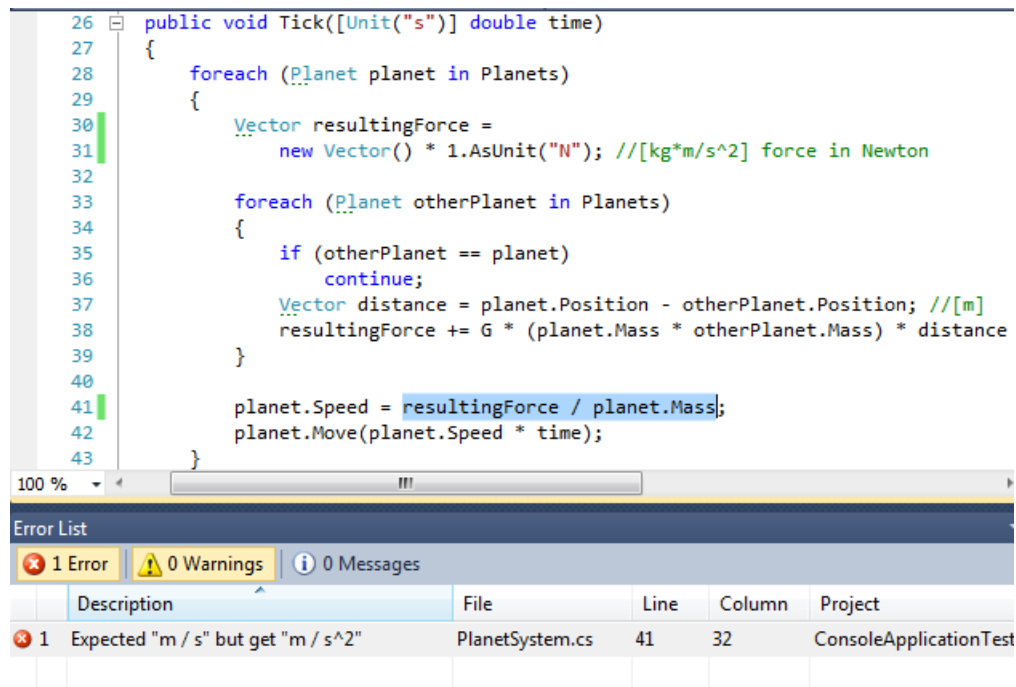 26 public void Tick([Unit("s")] double time)
27 {
28 foreach (Planet planet in Planets)
29 {
30 Vector resultingForce =
31 new Vector() * 1.AsUnit("N"); //[kg*m/s^2] force in Newton
32
33 foreach (Planet otherPlanet in Planets)
34 {
35 if (otherPlanet == planet)
36 continue;
37 Vector distance = planet.Position - otherPlanet.Position; //[m]
38 resultingForce += G * (planet.Mass * otherPlanet.Mass) * distance
39 }
40
41 planet.Speed = resultingForce / planet.Mass;
42 planet.Move(planet.Speed * time);
43 }
100 %
Error List
1 Error 0 Warnings 0 Messages
Description File Line Column Project
1 Expected "m / s" but get "m / s^2" PlanetSystem.cs 41 32 ConsoleApplicationTest